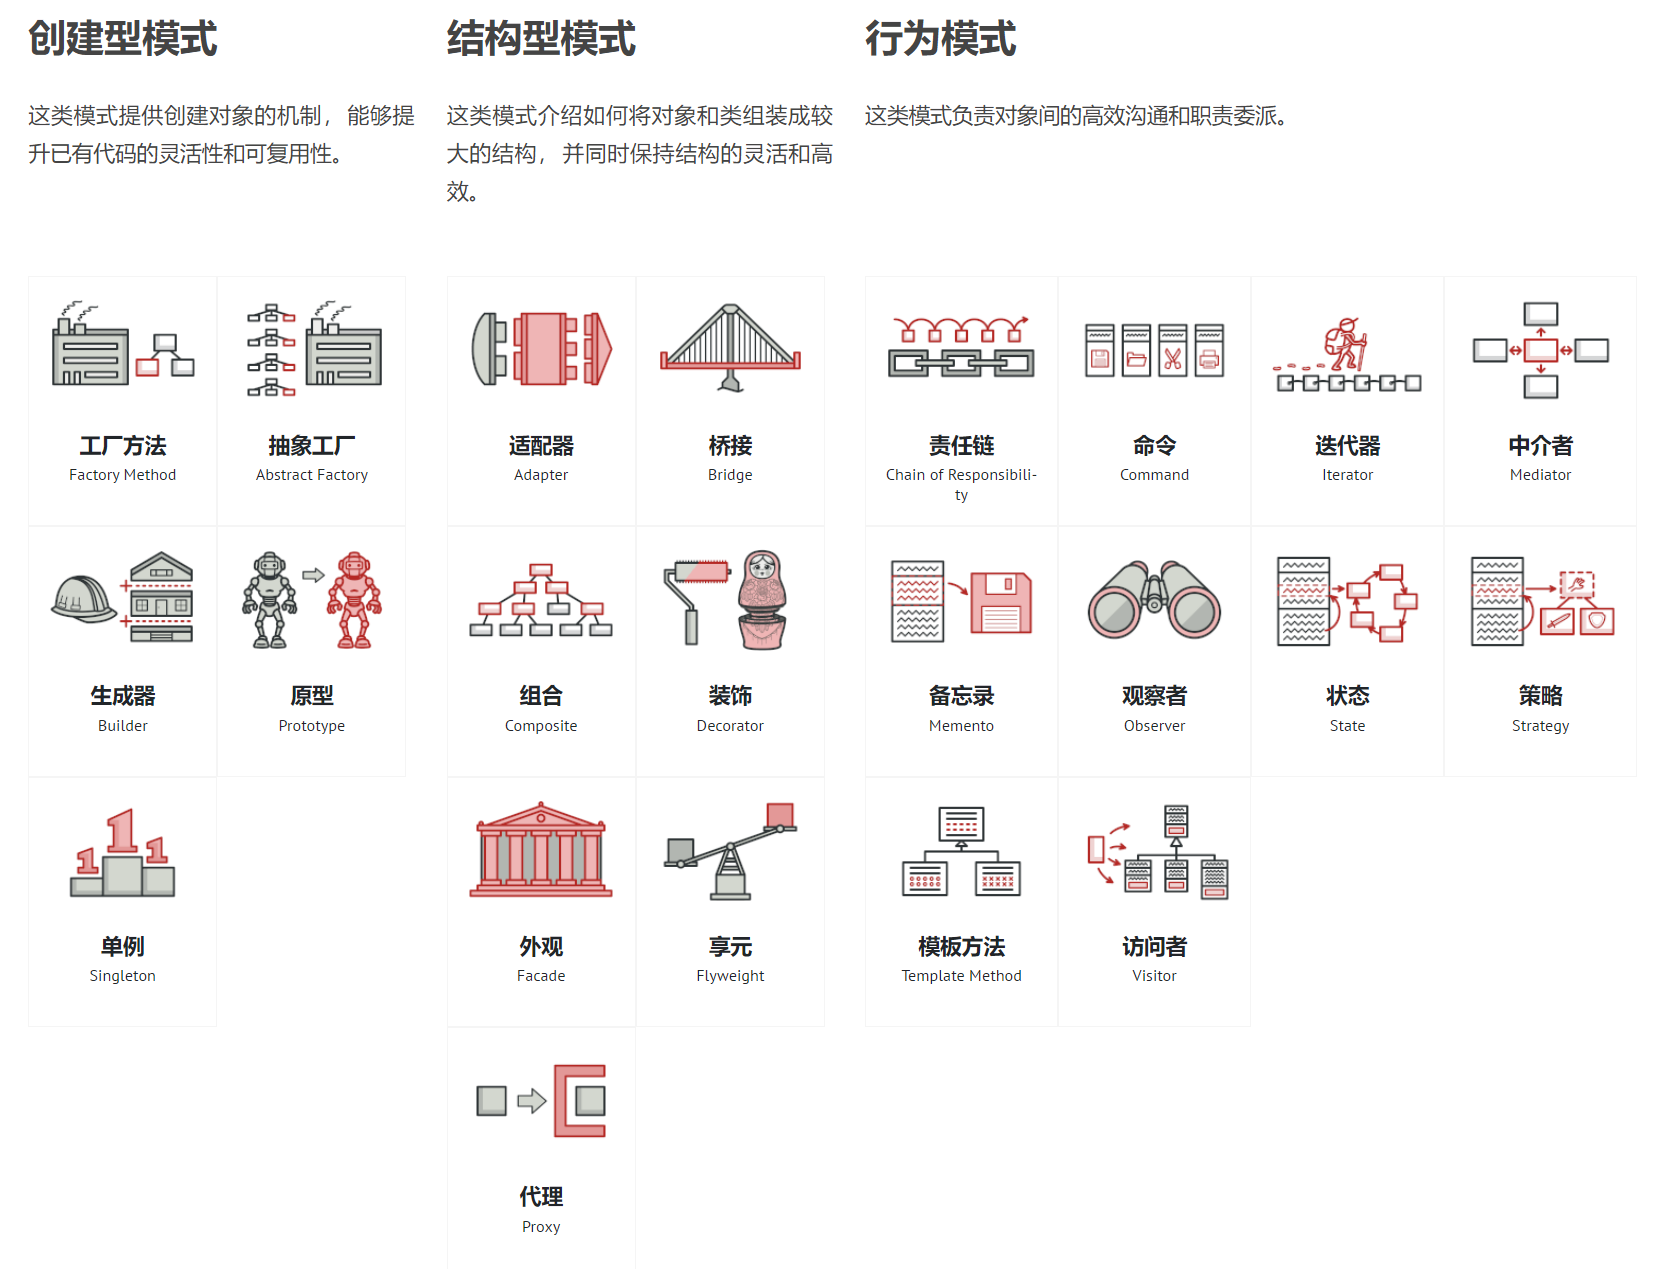 创建型模式
这类模式提供创建对象的机制， 能够提
升已有代码的灵活性和可复用性。
工厂方法
Factory Method
抽象工厂
Abstract Factory
生成器
Builder
原型
Prototype
单例
Singleton
结构型模式
这类模式介绍如何将对象和类组装成较
大的结构， 并同时保持结构的灵活和高
效。
适配器
Adapter
桥接
Bridge
组合
Composite
装饰
Decorator
外观
Facade
享元
Flyweight
代理
Proxy
行为模式
这类模式负责对象间的高效沟通和职责委派。
责任链
Chain of Responsibili-
ty
命令
Command
迭代器
Iterator
中介者
Mediator
备忘录
Memento
观察者
Observer
状态
State
策略
Strategy
模板方法
Template Method
访问者
Visitor
1
1
1